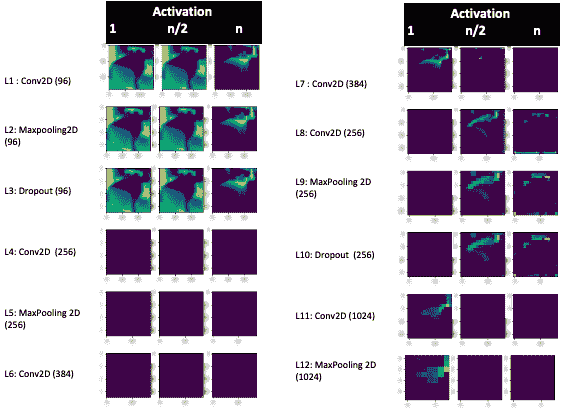 Activation
1 n/2 n
L1 : Conv2D (96)
L2: Maxpooling2D
(96)
L3: Dropout (96)
L4: Conv2D (256)
L5: MaxPooling 2D
(256)
L6: Conv2D (384)
Activation
1 n/2 n
L7 : Conv2D (384)
L8: Conv2D (256)
L9: MaxPooling 2D
(256)
L10: Dropout (256)
L11: Conv2D (1024)
L12: MaxPooling 2D
(1024)